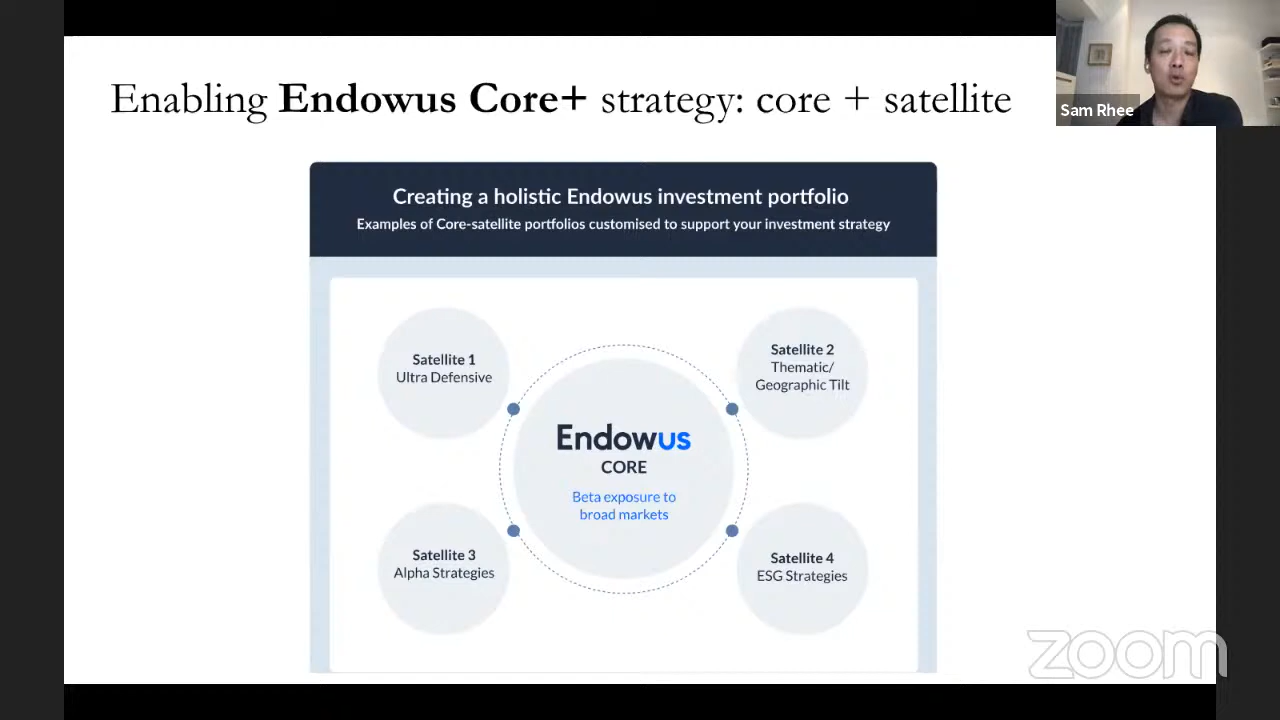 Enabling Endowus Core+ strategy: core + satellite
Sam Rhee
Creating a holistic Endowus investment portfolio
Examples of Core-satellite portfolios customised to support your investment strategy
Satellite 1
Ultra Defensive
Satellite 2
Thematic/
Geographic Tilt
Endowus
CORE
Beta exposure to
broad markets
Satellite 3
Alpha Strategies
Satellite 4
ESG Strategies
zoom